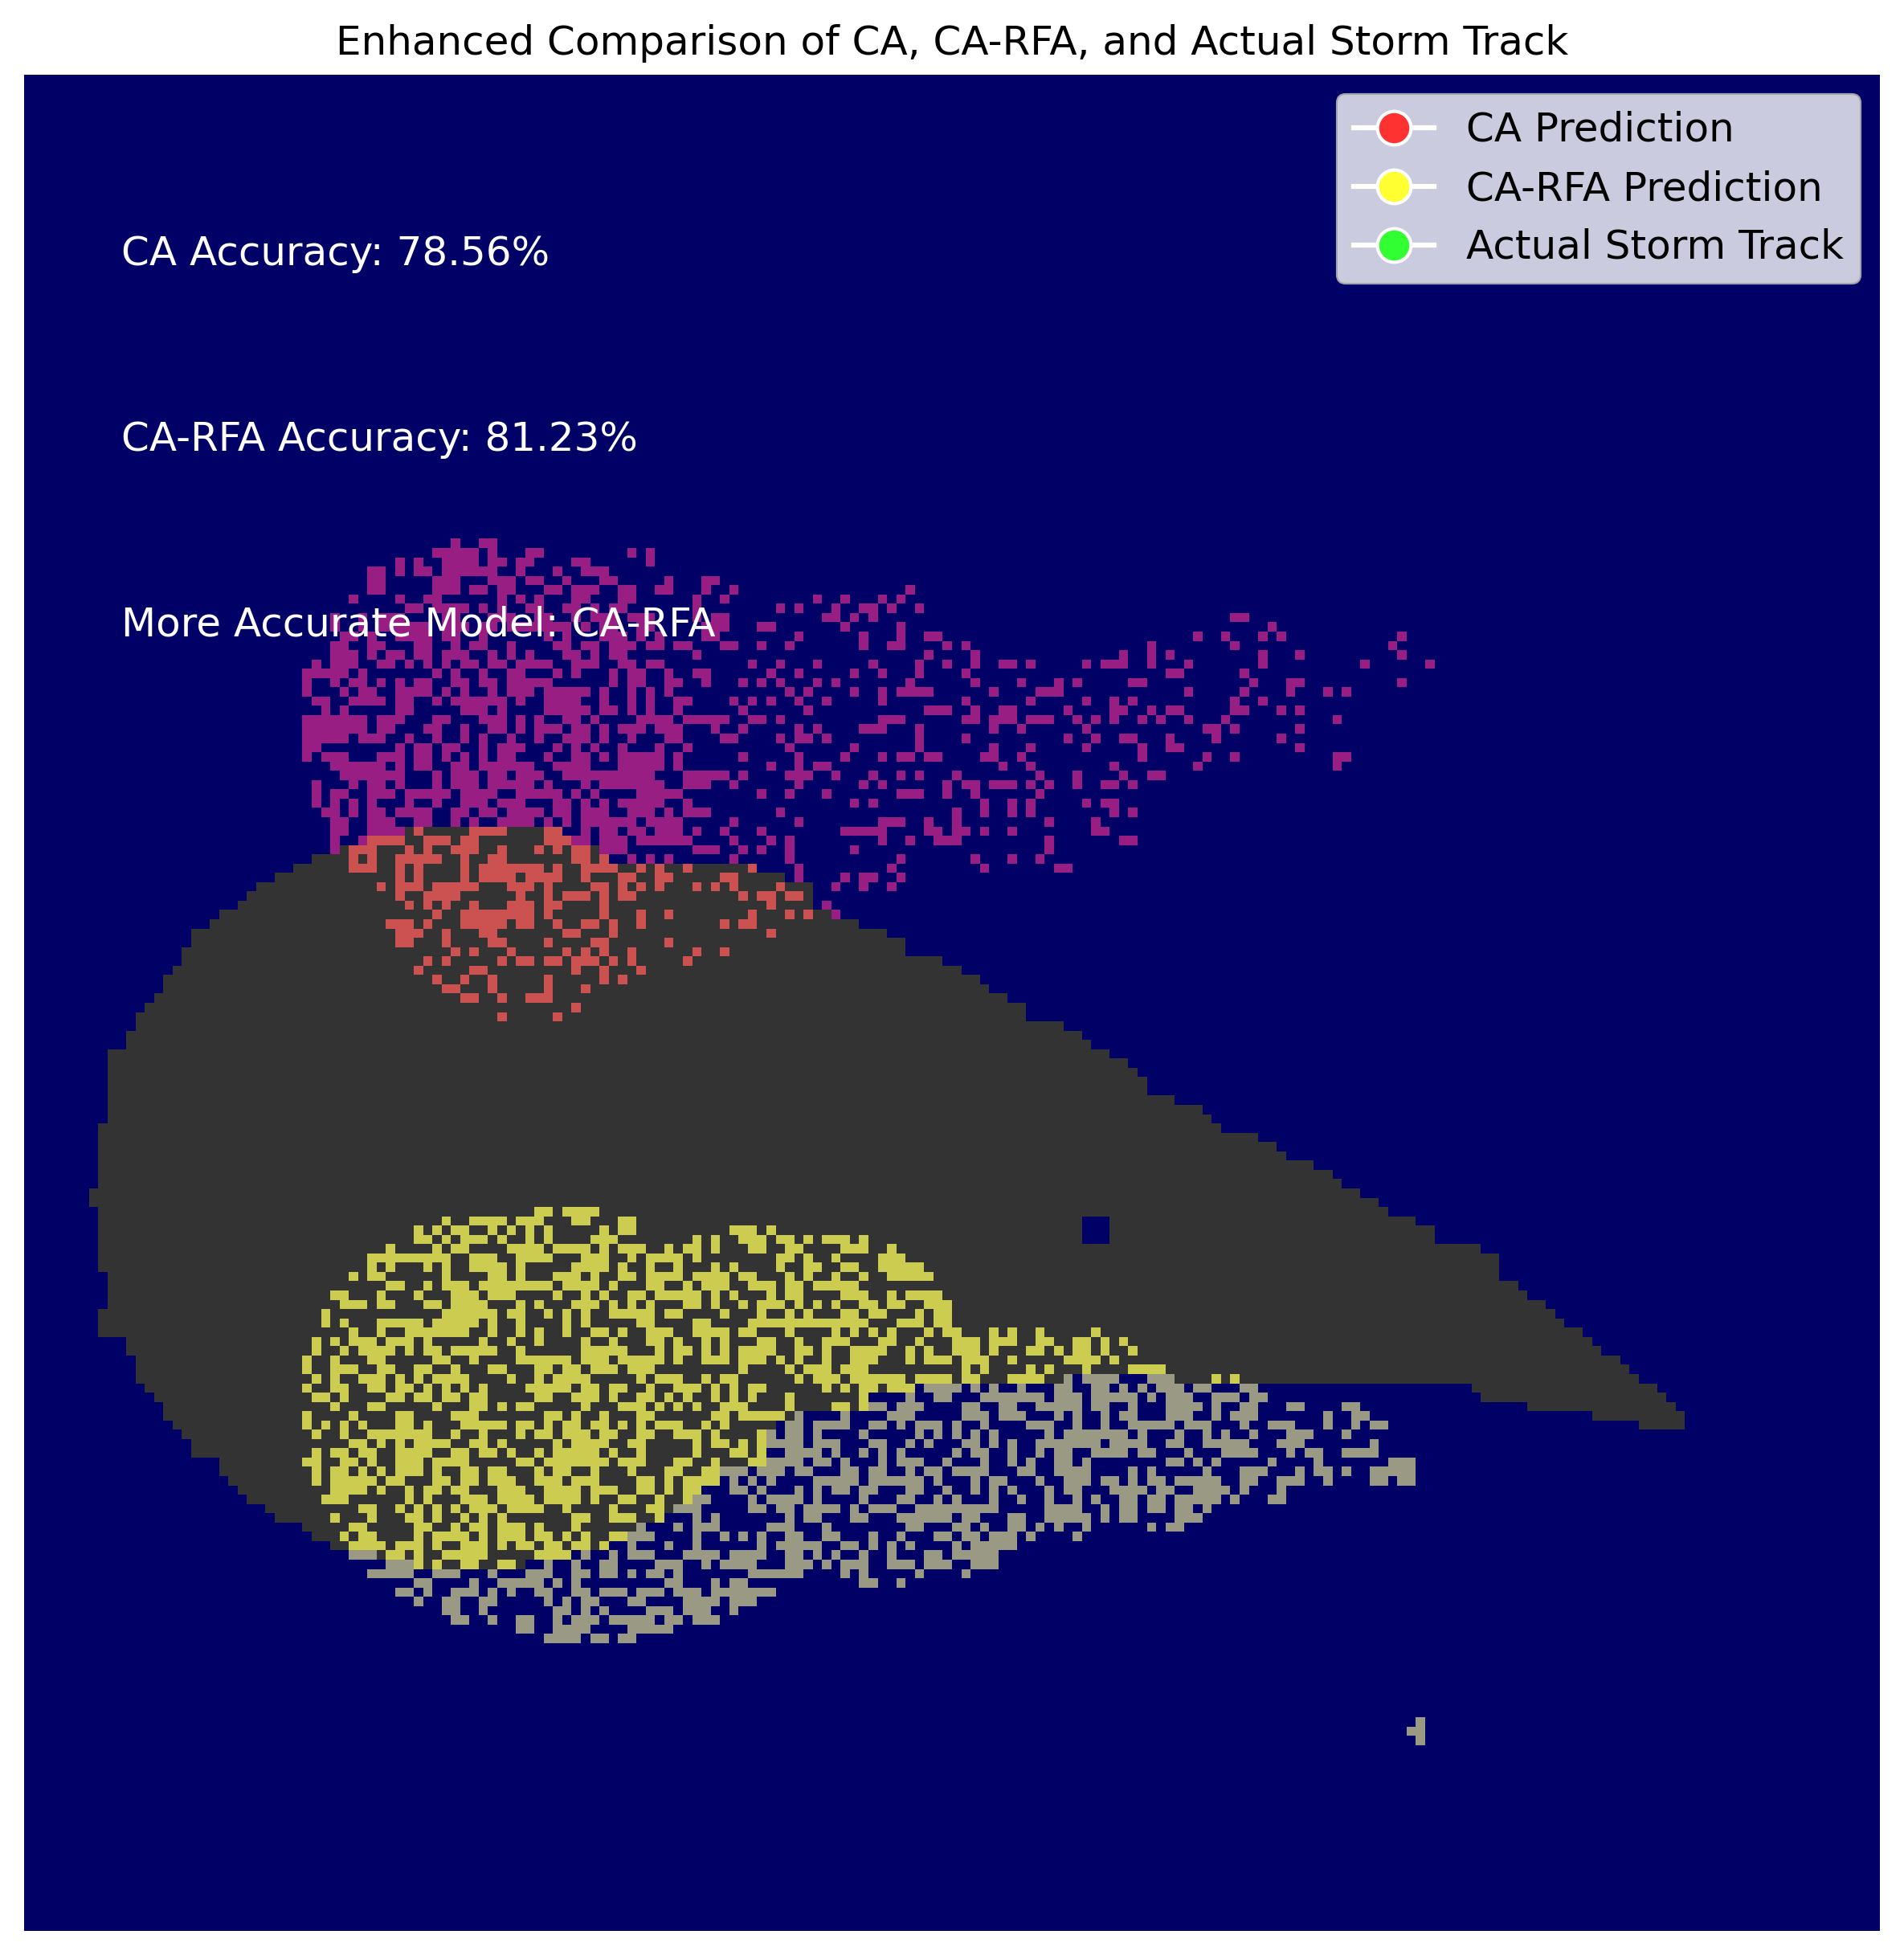 Enhanced Comparison of CA, CA-RFA, and Actual Storm Track
CA Prediction
CA-RFA Prediction
Actual Storm Track
CA Accuracy: 78.56%
CA-RFA Accuracy: 81.23%
More Accurate Model: CA-RFA